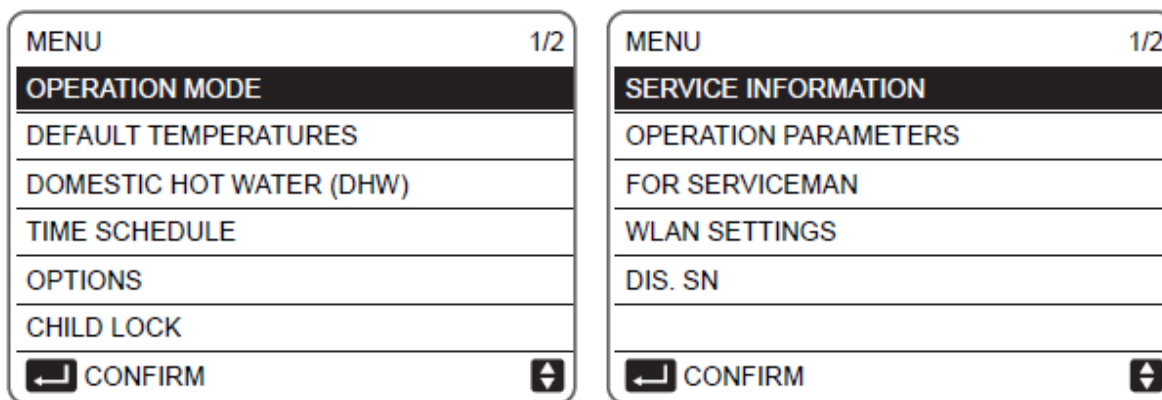 MENU 1/2
OPERATION MODE
DEFAULT TEMPERATURES
DOMESTIC HOT WATER (DHW)
TIME SCHEDULE
OPTIONS
CHILD LOCK
CONFIRM
MENU 1/2
SERVICE INFORMATION
OPERATION PARAMETERS
FOR SERVICEMAN
WLAN SETTINGS
DIS. SN
CONFIRM